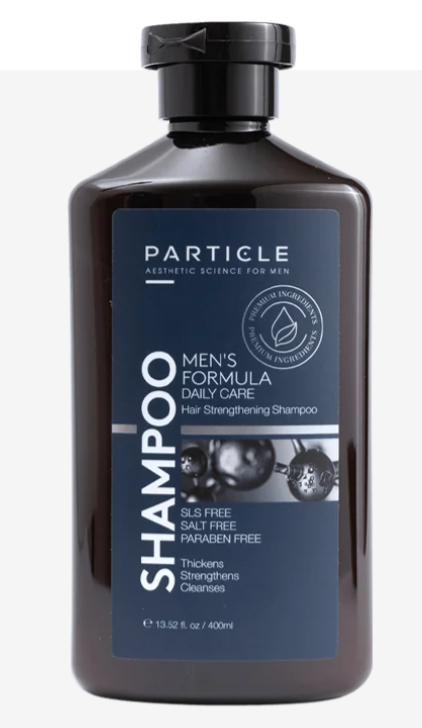 PARTICLE
AESTHETIC SCIENCE FOR MEN
PREMIUM INGREDIENTS
PREMIUM INGREDIENTS
SHAMPOO
MEN'S
FORMULA
DAILY CARE
Hair Strengthening Shampoo
SLS FREE
SALT FREE
PARABEN FREE
Thickens
Strengthens
Cleanses
℮ 13.52 fl. oz / 400ml